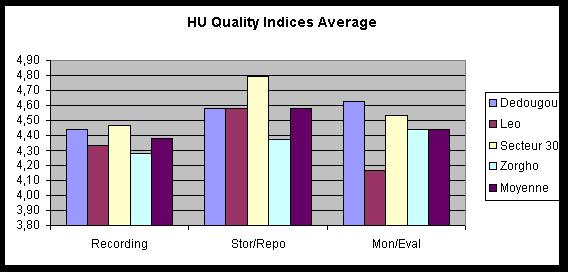 HU Quality Indices Average
4,90
4,80
4,70
4,60
4,50
4,40
4,30
4,20
4,10
4,00
3,90
3,80
Recording Stor/Repo Mon/Eval
Dedougou
Leo
Secteur 30
Zorgho
Moyenne